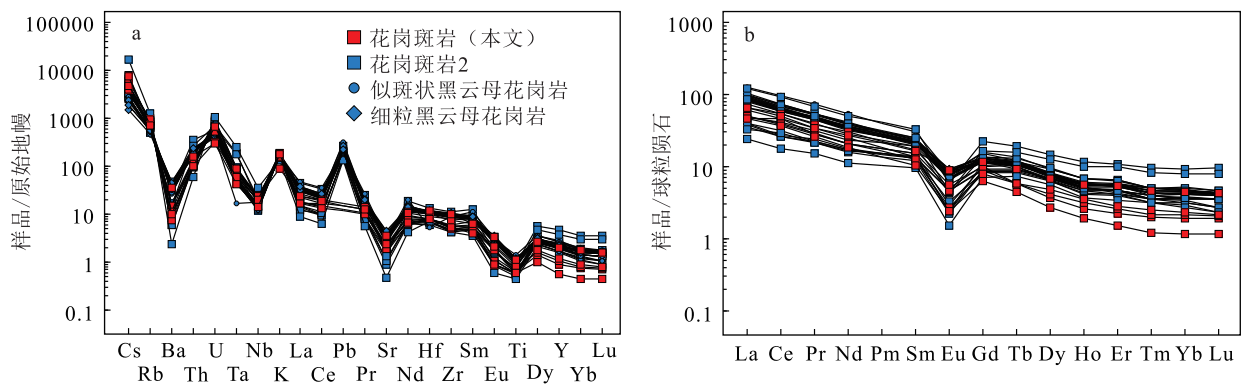 a
100000
10000
1000
100
10
1
0.1
样品/原始地幔
花岗斑岩（本文）
花岗斑岩2
似斑状黑云母花岗岩
细粒黑云母花岗岩
Cs Ba U Nb La Pb Sr Hf Sm Ti Y Lu
Rb Th Ta K Ce Pr Nd Zr Eu Dy Yb
b
1000
100
10
1
0.1
样品/球粒陨石
La Ce Pr Nd Pm Sm Eu Gd Tb Dy Ho Er Tm Yb Lu